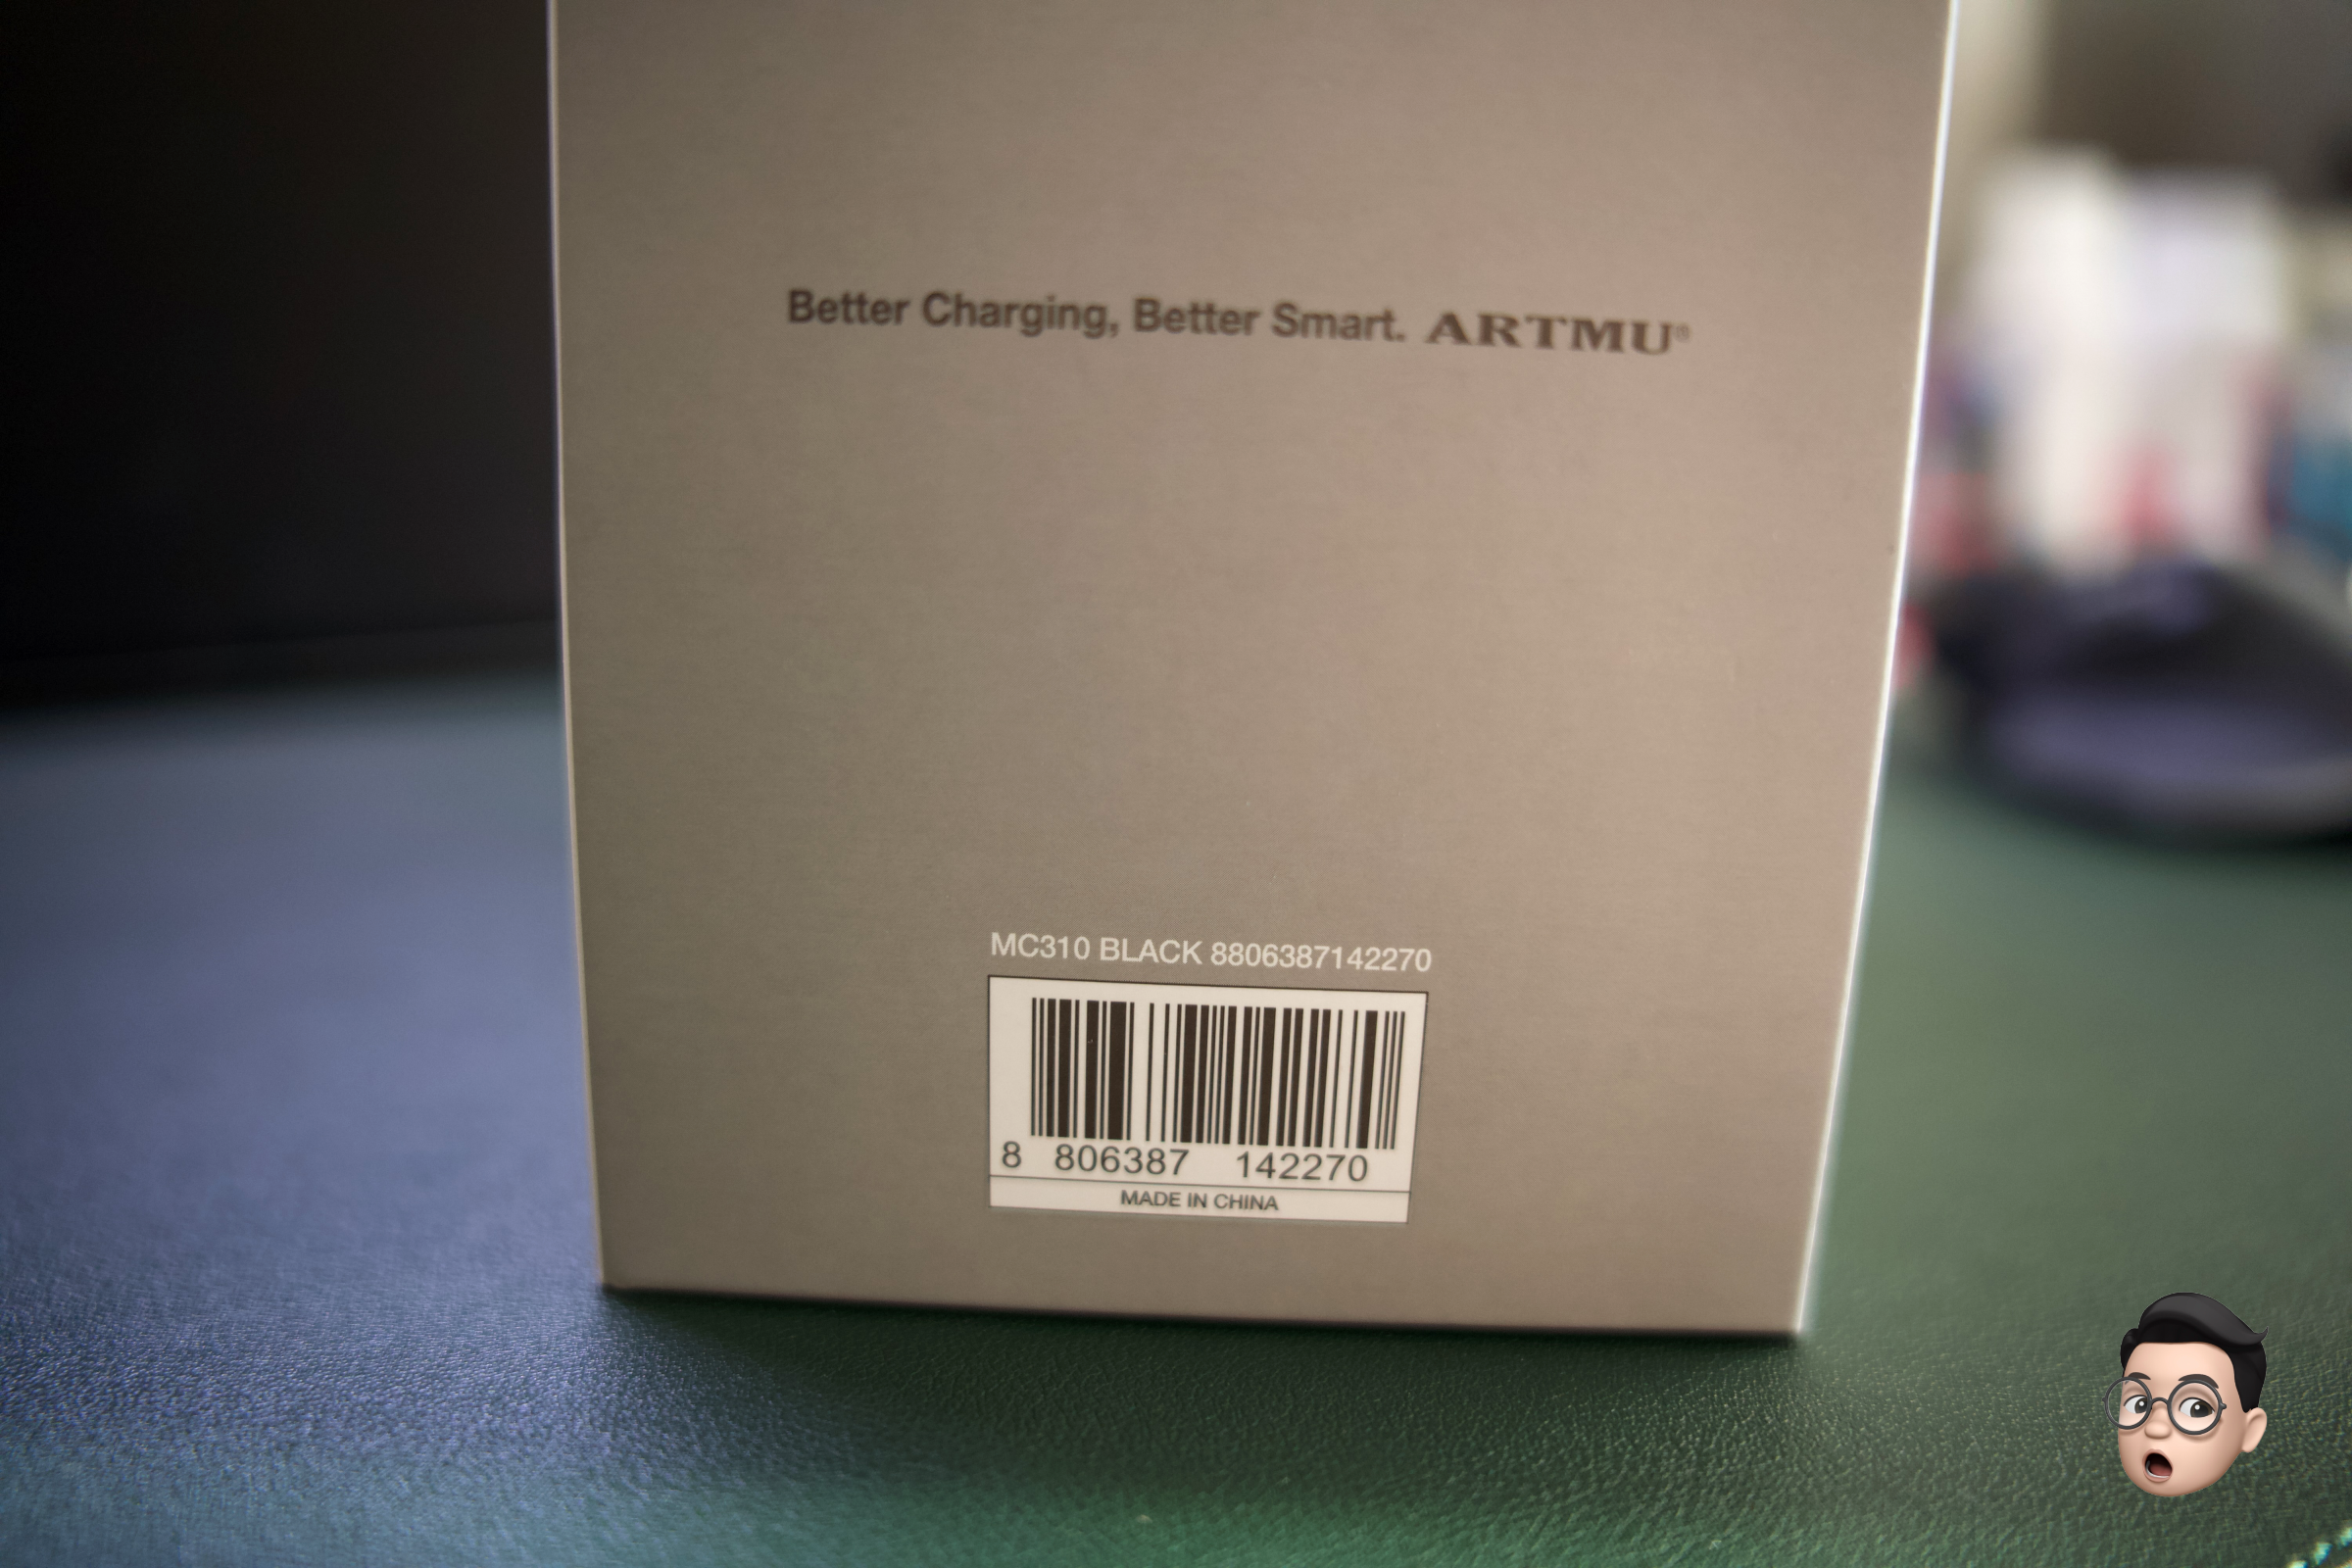 Better Charging, Better Smart. ARTMU®
MC310 BLACK 8806387142270
8 806387 142270
MADE IN CHINA